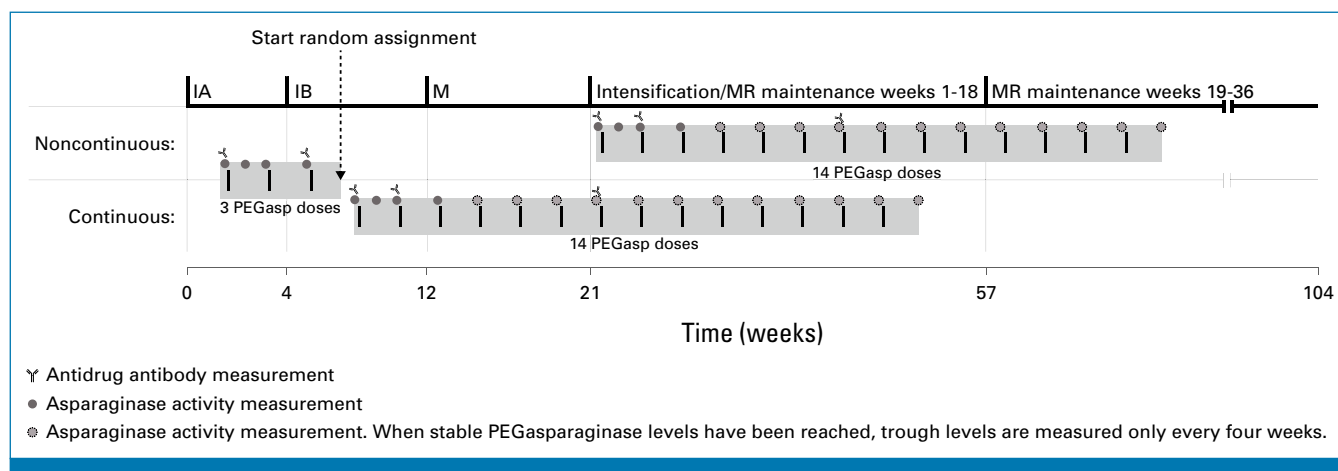 Start random assignment
IA
IB
M
Intensification/MR maintenance weeks 1-18
MR maintenance weeks 19-36
Noncontinuous:
14 PEGasp doses
3 PEGasp doses
Continuous:
14 PEGasp doses
0
4
12
21
57
104
Time (weeks)
Antidrug antibody measurement
Asparaginase activity measurement
Asparaginase activity measurement. When stable PEGasparaginase levels have been reached, trough levels are measured only every four weeks.